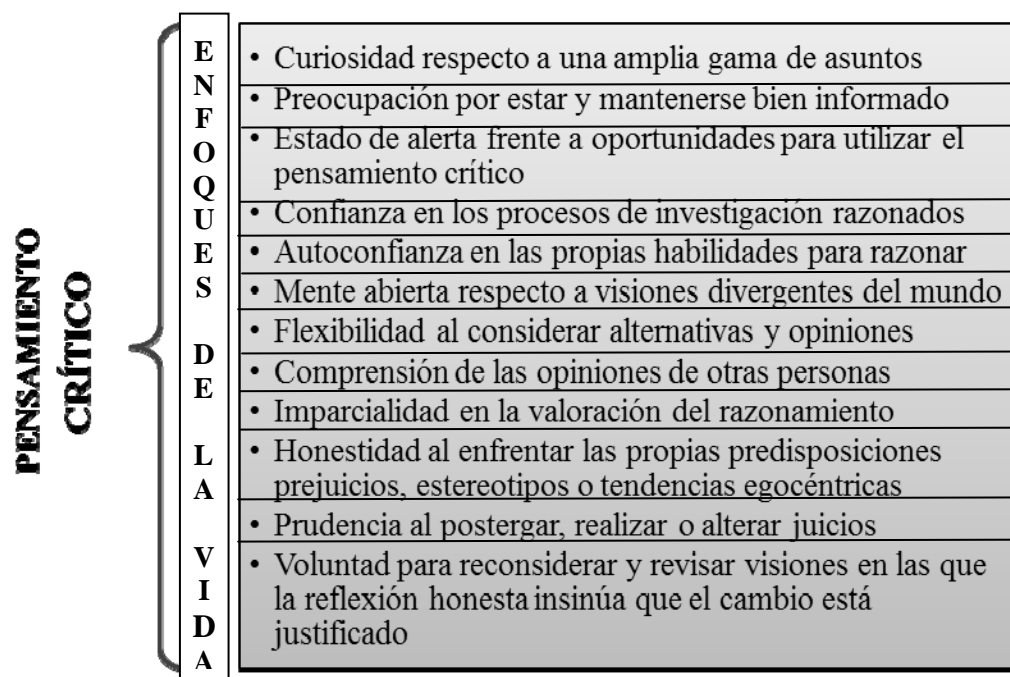 PENSAMIENTO
CRÍTICO
ENFOQUES DE LA VIDA
• Curiosidad respecto a una amplia gama de asuntos
• Preocupación por estar y mantenerse bien informado
• Estado de alerta frente a oportunidades para utilizar el
pensamiento crítico
• Confianza en los procesos de investigación razonados
• Autoconfianza en las propias habilidades para razonar
• Mente abierta respecto a visiones divergentes del mundo
• Flexibilidad al considerar alternativas y opiniones
• Comprensión de las opiniones de otras personas
• Imparcialidad en la valoración del razonamiento
• Honestidad al enfrentar las propias predisposiciones
prejuicios, estereotipos o tendencias egocéntricas
• Prudencia al postergar, realizar o alterar juicios
• Voluntad para reconsiderar y revisar visiones en las que
la reflexión honesta insinúa que el cambio está
justificado